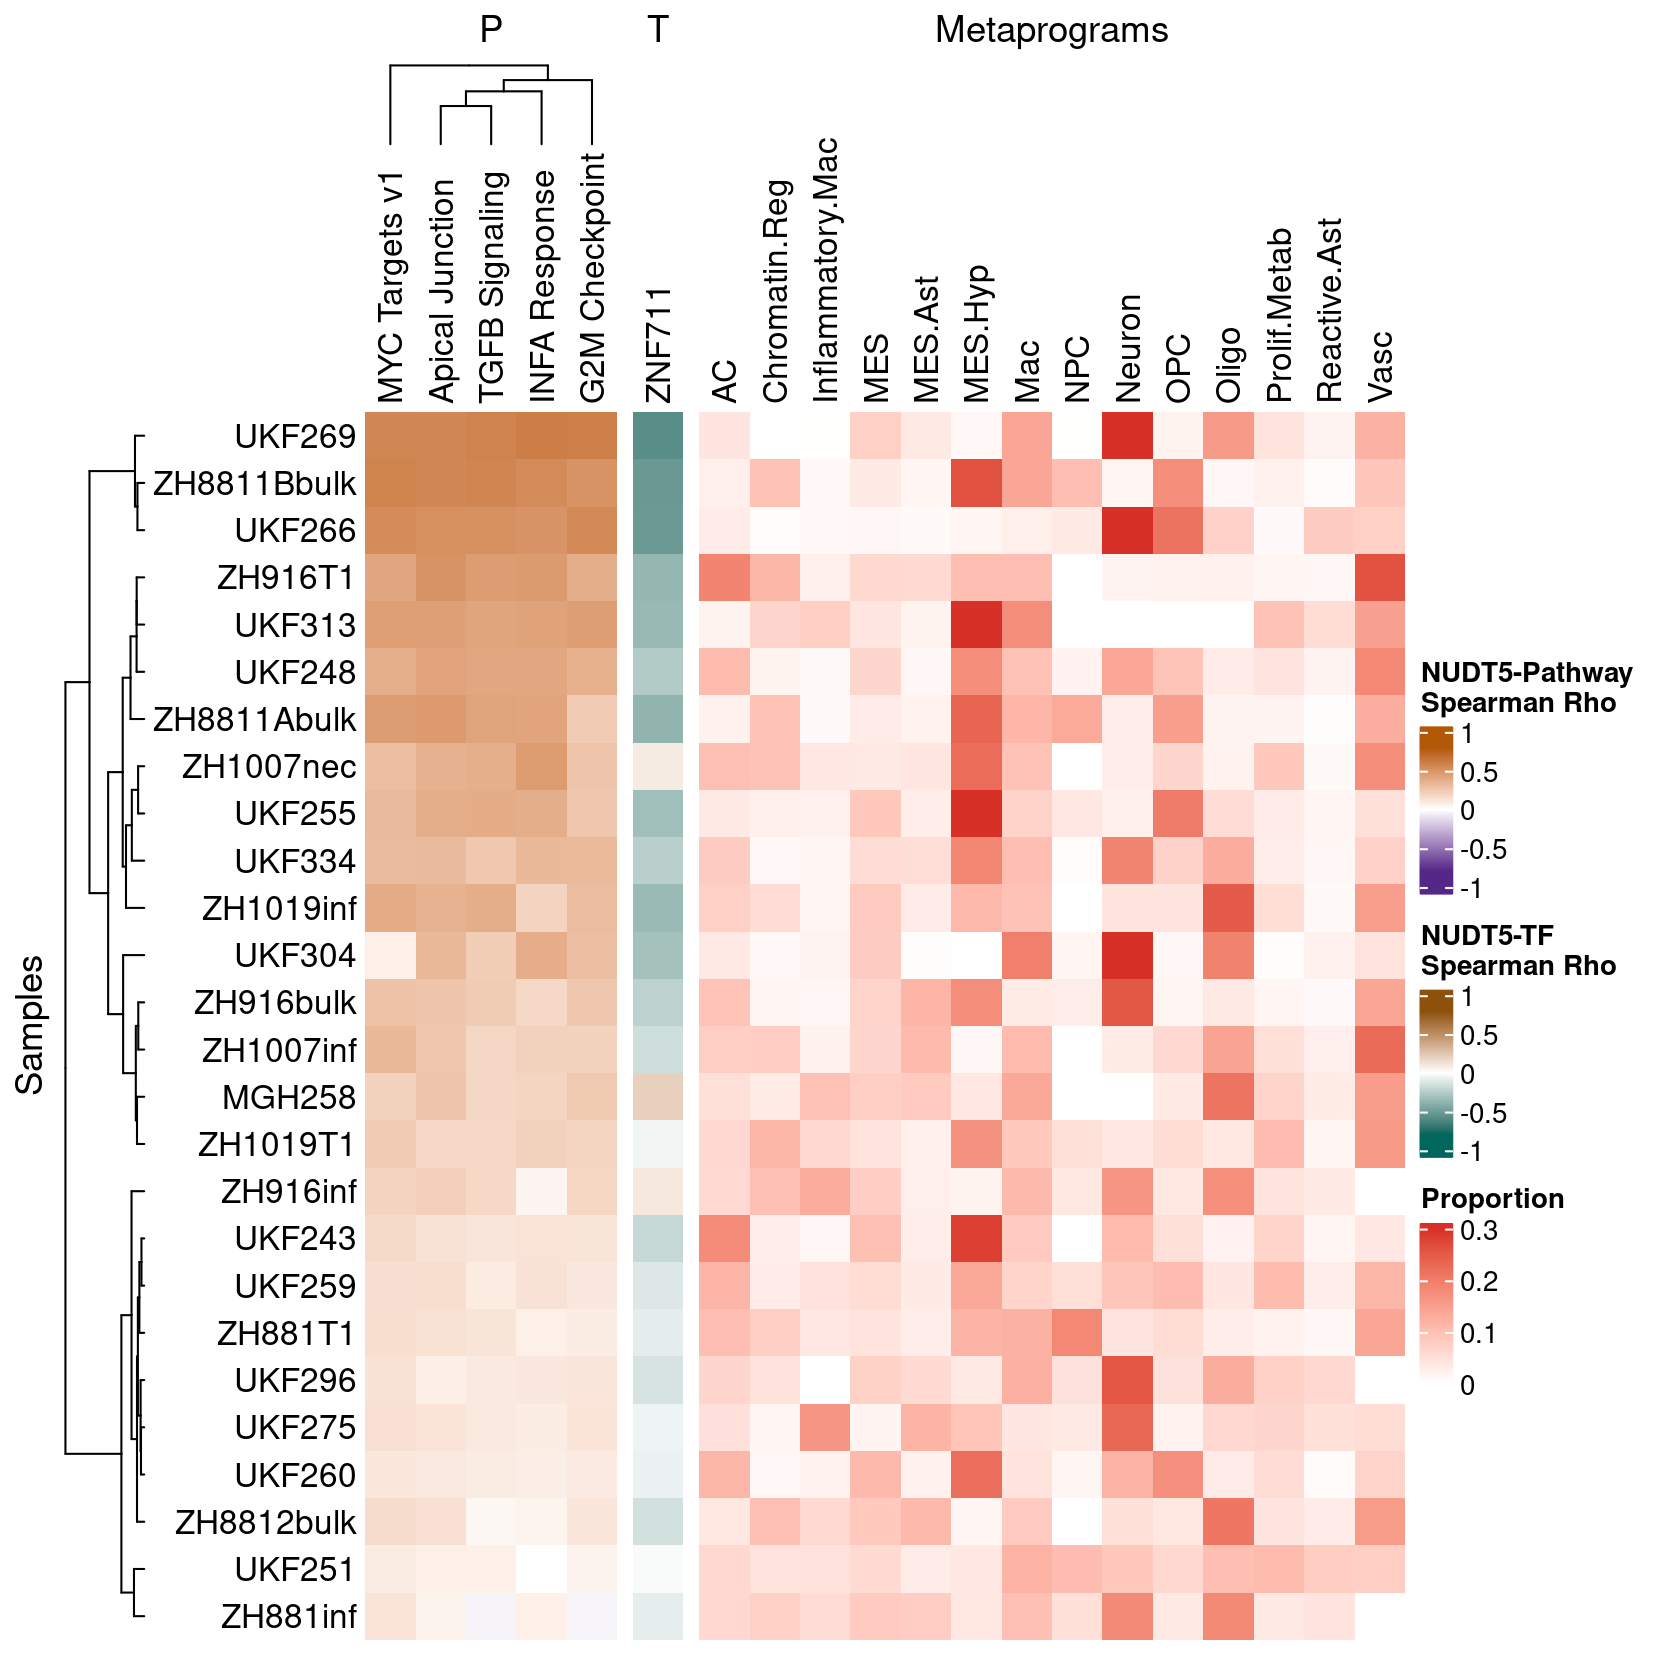 P
T
Metaprograms
MYC Targets v1
Apical Junction
TGFB Signaling
INFA Response
G2M Checkpoint
ZNF711
AC
Chromatin.Reg
Inflammatory.Mac
MES
MES.Ast
MES.Hyp
Mac
NPC
Neuron
OPC
Oligo
Prolif.Metab
Reactive.Ast
Vasc
Samples
UKF269
ZH8811Bbulk
UKF266
ZH916T1
UKF313
UKF248
ZH8811Abulk
ZH1007nec
UKF255
UKF334
ZH1019inf
UKF304
ZH916bulk
ZH1007inf
MGH258
ZH1019T1
ZH916inf
UKF243
UKF259
ZH881T1
UKF296
UKF275
UKF260
ZH8812bulk
UKF251
ZH881inf
NUDT5-Pathway
Spearman Rho
1
0.5
0
-0.5
-1
NUDT5-TF
Spearman Rho
1
0.5
0
-0.5
-1
Proportion
0.3
0.2
0.1
0